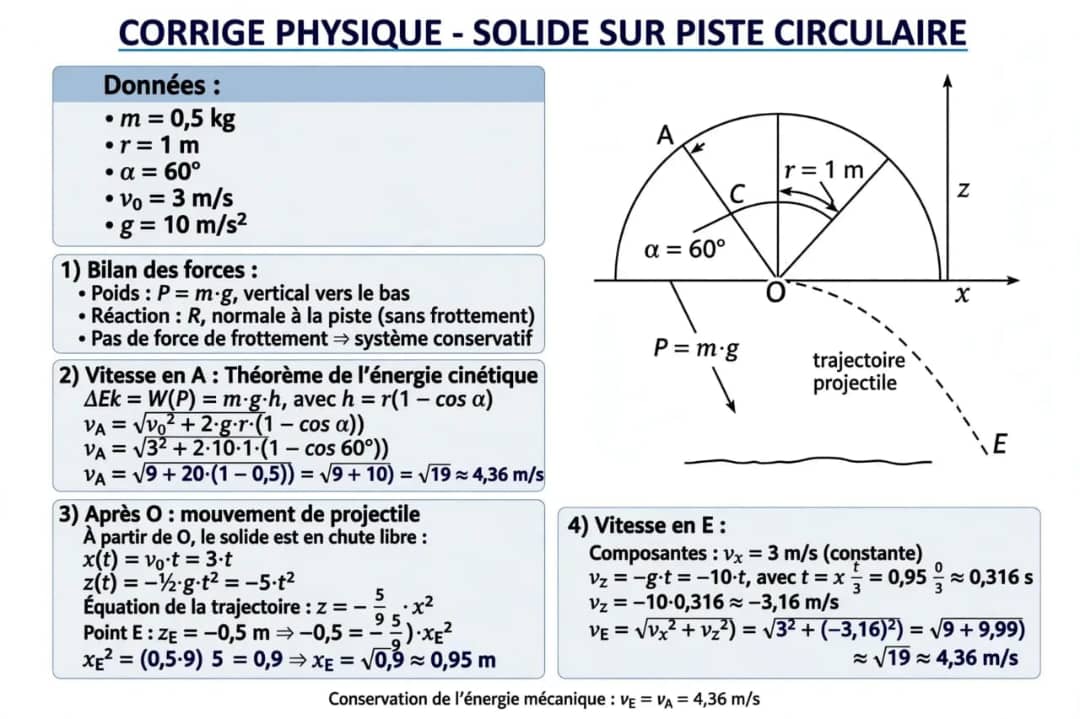 CORRIGE PHYSIQUE - SOLIDE SUR PISTE CIRCULAIRE
Données :
• m = 0,5 kg
• r = 1 m
• α = 60°
• v₀ = 3 m/s
• g = 10 m/s²
1) Bilan des forces :
• Poids : P = m·g, vertical vers le bas
• Réaction : R, normale à la piste (sans frottement)
• Pas de force de frottement ⇒ système conservatif
2) Vitesse en A : Théorème de l'énergie cinétique
ΔEk = W(P) = m·g·h, avec h = r(1 – cos α)
v_A = √v₀² + 2·g·r·(1 – cos α))
v_A = √3² + 2·10·1·(1 – cos 60°))
v_A = √9 + 20·(1 – 0,5)) = √9 + 10) = √19 ≈ 4,36 m/s
3) Après O : mouvement de projectile
À partir de O, le solide est en chute libre :
x(t) = v₀·t = 3·t
z(t) = –½·g·t² = –5·t²
Équation de la trajectoire : z = – 5/9 · x²
Point E : z_E = –0,5 m ⇒ –0,5 = – 5/9)·x_E²
x_E² = (0,5·9) 5 = 0,9 ⇒ x_E = √0,9 ≈ 0,95 m
A
r = 1 m
C
α = 60°
z
O
x
P = m·g
trajectoire
projectile
E
4) Vitesse en E :
Composantes : v_x = 3 m/s (constante)
v_z = –g·t = –10·t, avec t = x t/3 = 0,95 0/3 ≈ 0,316 s
v_z = –10·0,316 ≈ –3,16 m/s
v_E = √v_x² + v_z²) = √3² + (–3,16)²) = √9 + 9,99)
≈ √19 ≈ 4,36 m/s
Conservation de l'énergie mécanique : v_E = v_A = 4,36 m/s